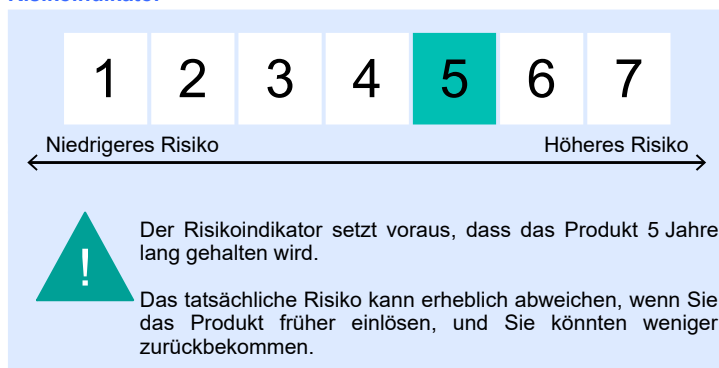 Risikoindikator
1 2 3 4 5 6 7
Niedrigeres Risiko Höheres Risiko
Der Risikoindikator setzt voraus, dass das Produkt 5 Jahre
lang gehalten wird.
!
Das tatsächliche Risiko kann erheblich abweichen, wenn Sie
das Produkt früher einlösen, und Sie könnten weniger
zurückbekommen.